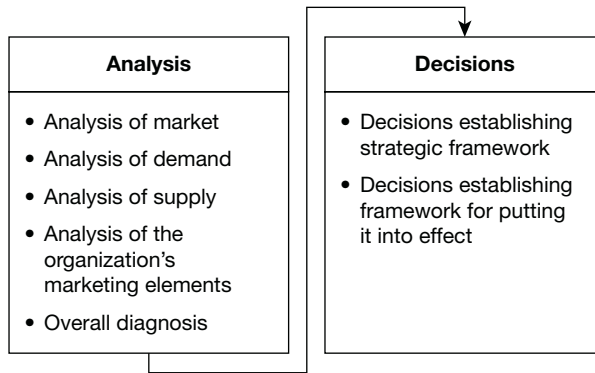 Analysis
• Analysis of market
• Analysis of demand
• Analysis of supply
• Analysis of the
organization’s
marketing elements
• Overall diagnosis
Decisions
• Decisions establishing
strategic framework
• Decisions establishing
framework for putting
it into effect